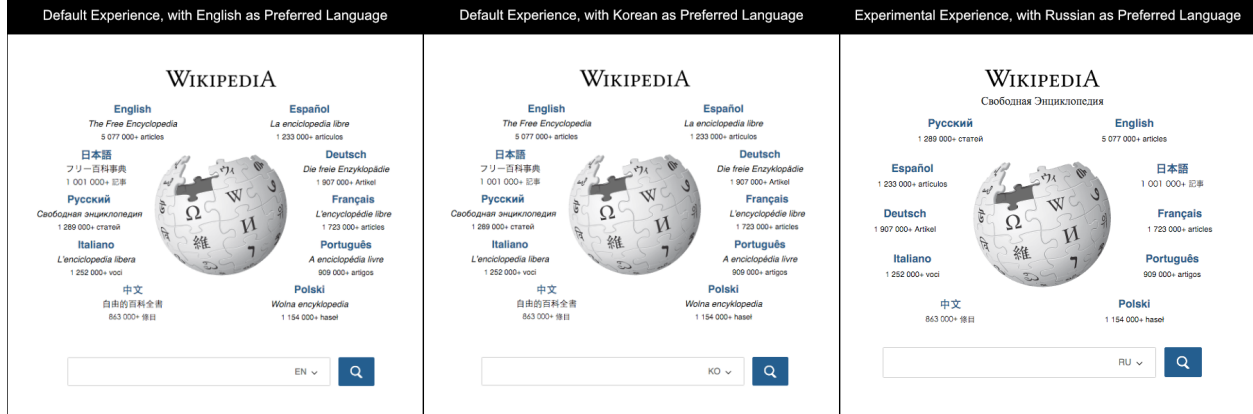 Default Experience, with English as Preferred Language
WIKIPEDIA
English
The Free Encyclopedia
5 077 000+ articles
Español
La enciclopedia libre
1 233 000+ artículos
日本語
フリー百科事典
1 001 000+ 記事
Deutsch
Die freie Enzyklopädie
1 907 000+ Artikel
Русский
Свободная энциклопедия
1 289 000+ статей
Français
L'encyclopédie libre
1 723 000+ articles
Italiano
L'enciclopedia libera
1 252 000+ voci
Português
A enciclopédia livre
909 000+ artigos
中文
自由的百科全書
863 000+ 條目
Polski
Wolna encyklopedia
1 154 000+ haseł
Ω
W
И
維
7
EN
Default Experience, with Korean as Preferred Language
WIKIPEDIA
English
The Free Encyclopedia
5 077 000+ articles
Español
La enciclopedia libre
1 233 000+ artículos
日本語
フリー百科事典
1 001 000+ 記事
Deutsch
Die freie Enzyklopädie
1 907 000+ Artikel
Русский
Свободная энциклопедия
1 289 000+ статей
Français
L'encyclopédie libre
1 723 000+ articles
Italiano
L'enciclopedia libera
1 252 000+ voci
Português
A enciclopédia livre
909 000+ artigos
中文
自由的百科全書
863 000+ 條目
Polski
Wolna encyklopedia
1 154 000+ haseł
Ω
W
И
維
KO
Experimental Experience, with Russian as Preferred Language
WIKIPEDIA
Свободная Энциклопедия
Русский
1 289 000+ статей
English
5 077 000+ articles
Español
1 233 000+ artículos
日本語
1 001 000+ 記事
Deutsch
1 907 000+ Artikel
Français
1 723 000+ articles
Italiano
1 252 000+ voci
Português
909 000+ artigos
中文
863 000+ 條目
Polski
1 154 000+ haseł
Ω
W
И
維
RU